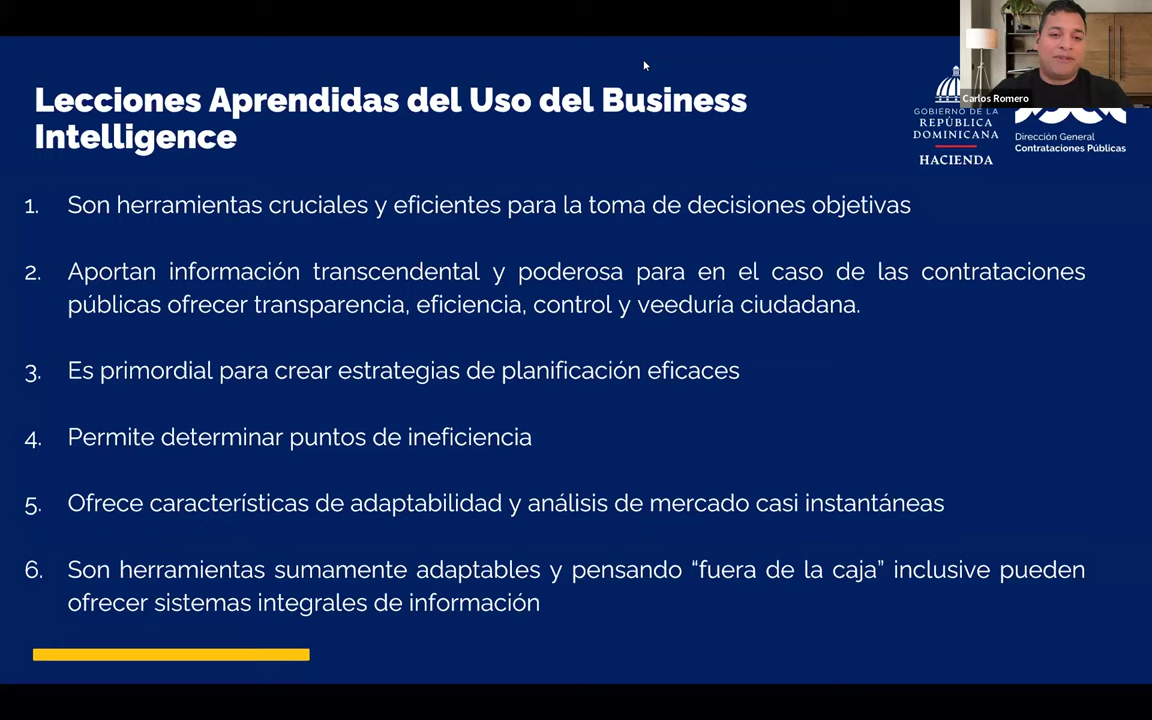 Lecciones Aprendidas del Uso del Business
Intelligence
Carlos Romero
GOBIERNO DE LA
REPÚBLICA
DOMINICANA
HACIENDA
Dirección General
Contrataciones Públicas
1. Son herramientas cruciales y eficientes para la toma de decisiones objetivas
2. Aportan información transcendental y poderosa para en el caso de las contrataciones
públicas ofrecer transparencia, eficiencia, control y veeduría ciudadana.
3. Es primordial para crear estrategias de planificación eficaces
4. Permite determinar puntos de ineficiencia
5. Ofrece características de adaptabilidad y análisis de mercado casi instantáneas
6. Son herramientas sumamente adaptables y pensando “fuera de la caja” inclusive pueden
ofrecer sistemas integrales de información